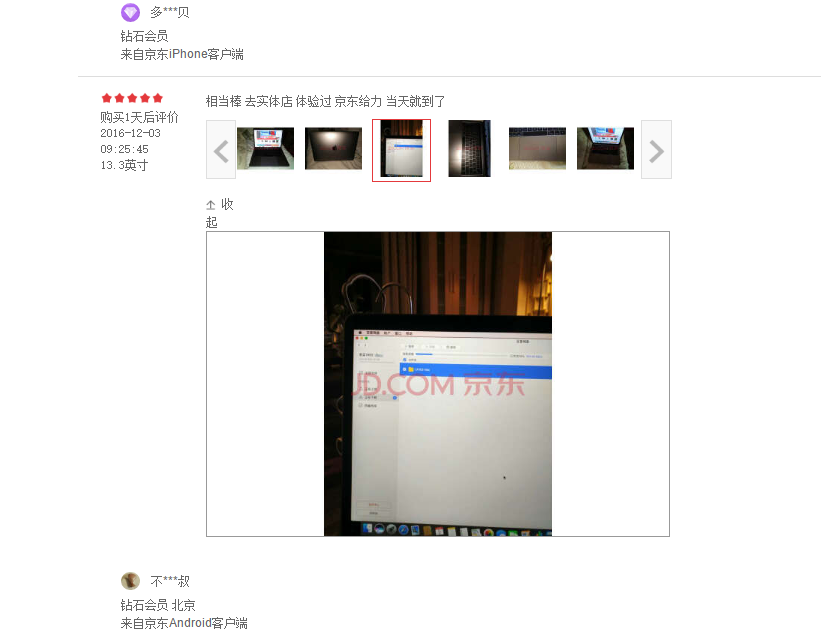 多***贝
钻石会员
来自京东iPhone客户端
相当棒 去实体店 体验过 京东给力 当天就到了
购买1天后评价
2016-12-03
09:25:45
13.3英寸
收
起
JD.COM 京东
不***叔
钻石会员 北京
来自京东Android客户端